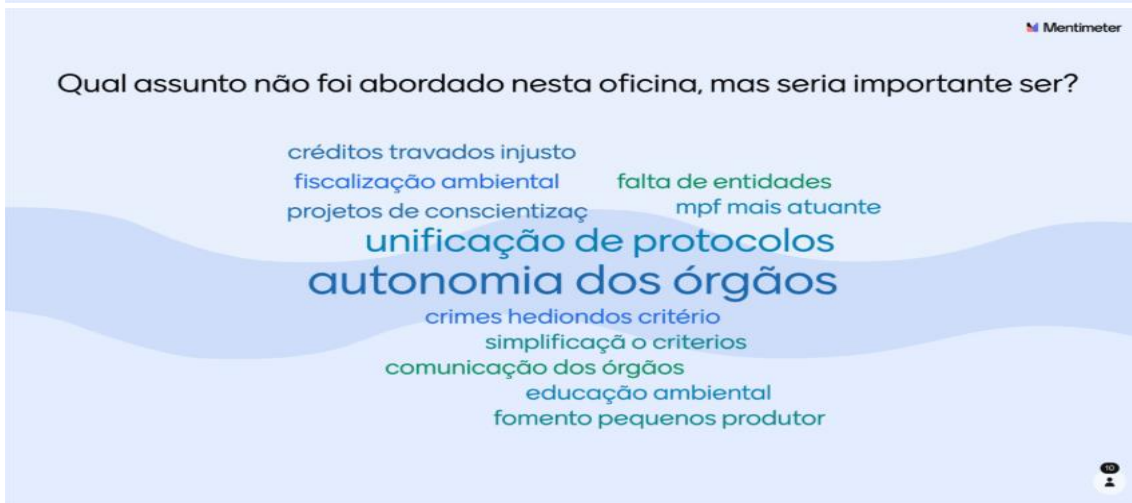 Mentimeter
Qual assunto não foi abordado nesta oficina, mas seria importante ser?
créditos travados injusto
fiscalização ambiental
falta de entidades
projetos de conscientizaç
mpf mais atuante
unificação de protocolos
autonomia dos órgãos
crimes hediondos critério
simplificaçã o criterios
comunicação dos órgãos
educação ambiental
fomento pequenos produtor
10